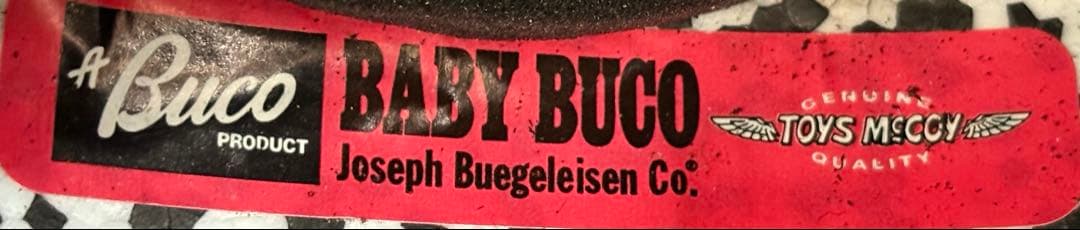 A Buco
PRODUCT
BABY BUCO
Joseph Buegeleisen Co.
GENUINE
TOYS McCOY
QUALITY